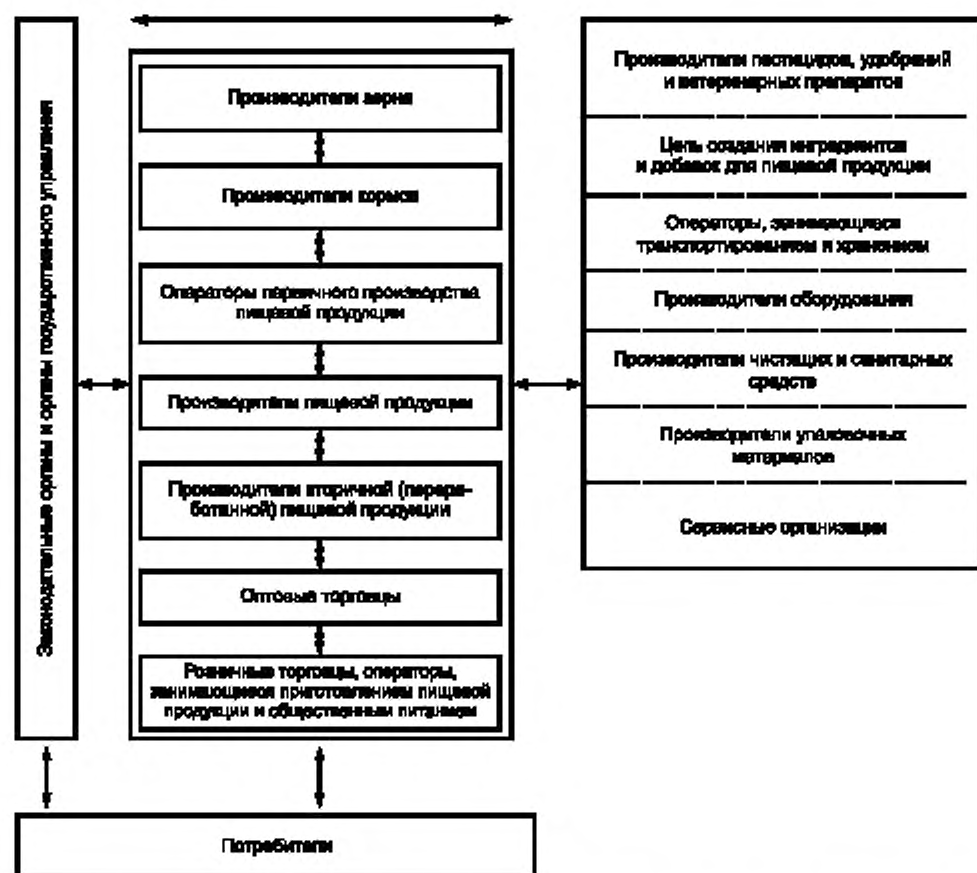 Законодательные органы и органы государственного управления
Производители зерна
Производители кормов
Операторы первичного производства
пищевой продукции
Производители пищевой продукции
Производители вторичной (перера-
ботанной) пищевой продукции
Оптовые торговцы
Розничные торговцы, операторы,
занимающиеся приготовлением пищевой
продукции и общественным питанием
Производители пестицидов, удобрений
и ветеринарных препаратов
Цепь создания ингредиентов
и добавок для пищевой продукции
Операторы, занимающиеся
транспортированием и хранением
Производители оборудования
Производители чистящих и санитарных
средств
Производители упаковочных
материалов
Сервисные организации
Потребители